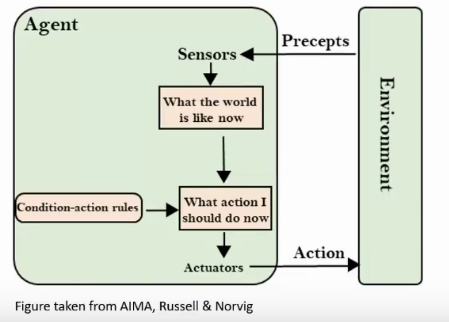 Agent
Precepts
Sensors
What the world
is like now
Environment
Condition-action rules
What action I
should do now
Action
Actuators
Figure taken from AIMA, Russell & Norvig